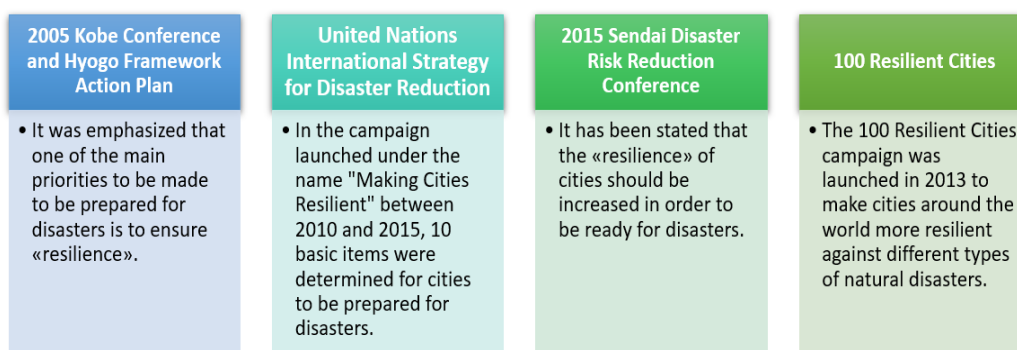 2005 Kobe Conference
and Hyogo Framework
Action Plan
• It was emphasized that
one of the main
priorities to be made
to be prepared for
disasters is to ensure
«resilience».
United Nations
International Strategy
for Disaster Reduction
• In the campaign
launched under the
name "Making Cities
Resilient" between
2010 and 2015, 10
basic items were
determined for cities
to be prepared for
disasters.
2015 Sendai Disaster
Risk Reduction
Conference
• It has been stated that
the «resilience» of
cities should be
increased in order to
be ready for disasters.
100 Resilient Cities
• The 100 Resilient Cities
campaign was
launched in 2013 to
make cities around the
world more resilient
against different types
of natural disasters.